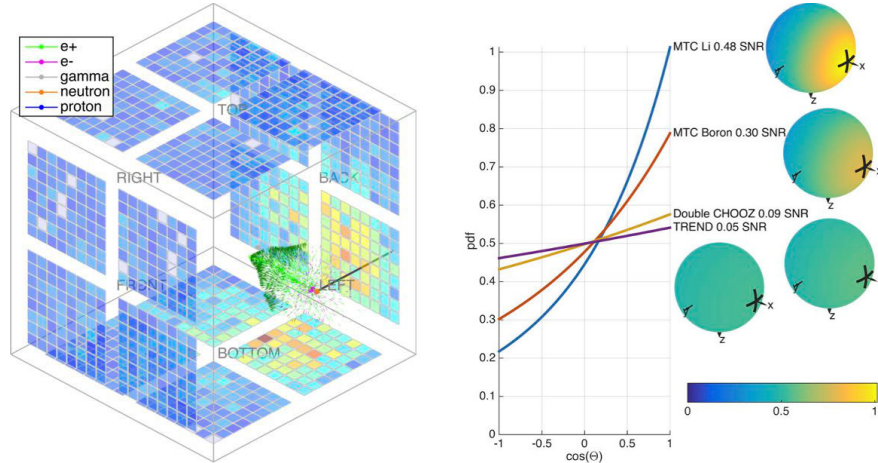 e+
e-
gamma
neutron
proton
TOP
RIGHT
BACK
FRONT
LEFT
BOTTOM
pdf
1
0.9
0.8
0.7
0.6
0.5
0.4
0.3
0.2
0.1
0
-1
-0.5
0
0.5
1
cos(Θ)
MTC Li 0.48 SNR
MTC Boron 0.30 SNR
Double CHOOZ 0.09 SNR
TREND 0.05 SNR
y
x
z
y
x
z
y
x
z
y
z
0
0.5
1